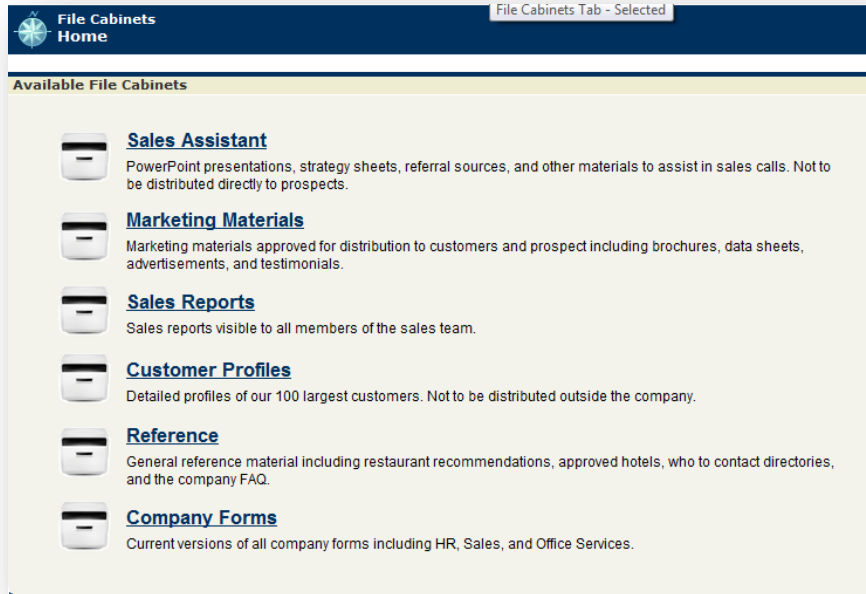 File Cabinets Tab - Selected
File Cabinets
Home
Available File Cabinets
Sales Assistant
PowerPoint presentations, strategy sheets, referral sources, and other materials to assist in sales calls. Not to
be distributed directly to prospects.
Marketing Materials
Marketing materials approved for distribution to customers and prospect including brochures, data sheets,
advertisements, and testimonials.
Sales Reports
Sales reports visible to all members of the sales team.
Customer Profiles
Detailed profiles of our 100 largest customers. Not to be distributed outside the company.
Reference
General reference material including restaurant recommendations, approved hotels, who to contact directories,
and the company FAQ.
Company Forms
Current versions of all company forms including HR, Sales, and Office Services.